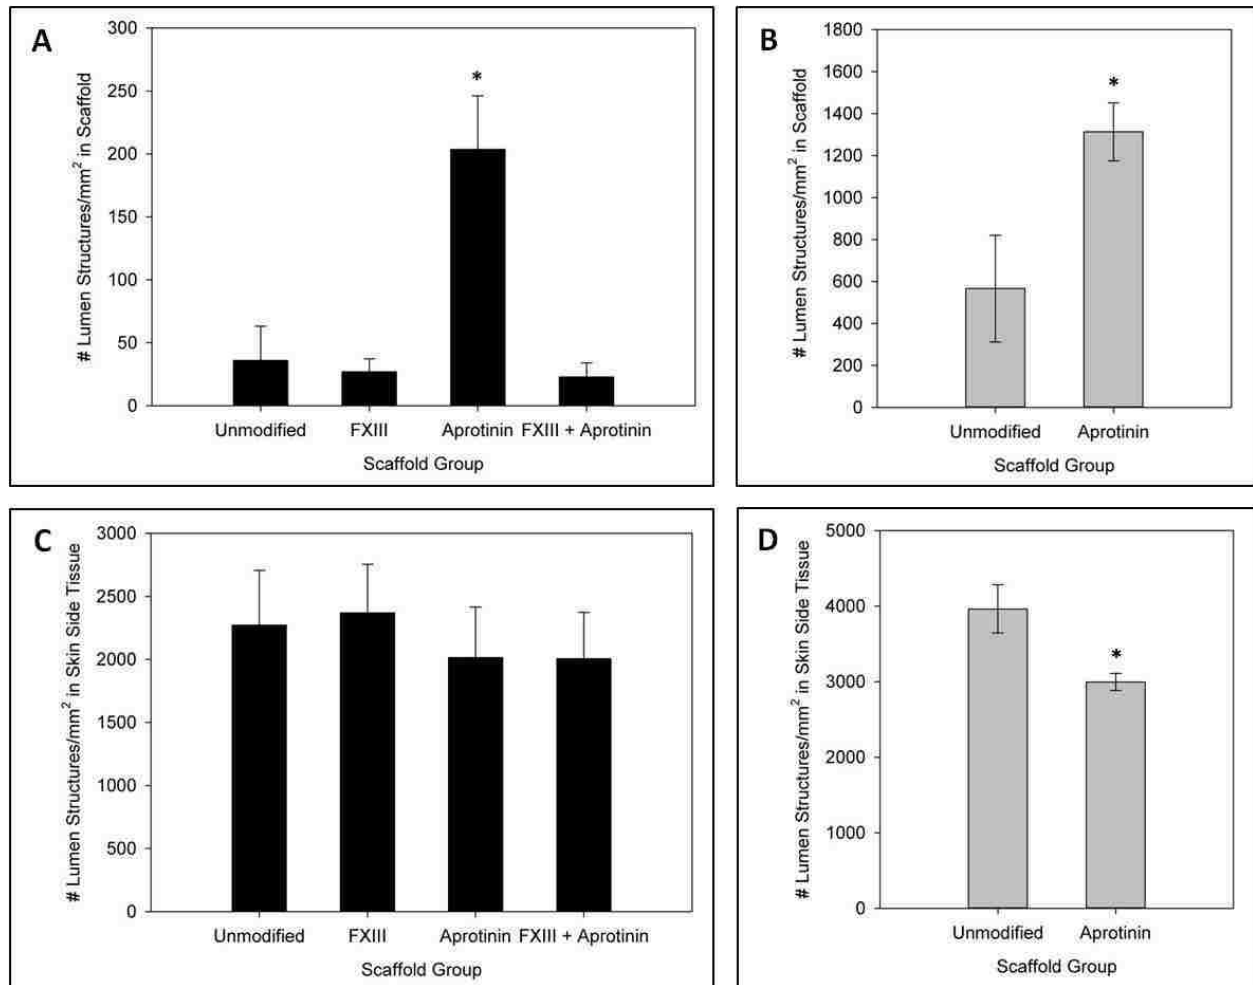 A
# Lumen Structures/mm² in Scaffold
300
250
200
150
100
50
0
*
Unmodified FXIII Aprotinin FXIII + Aprotinin
Scaffold Group
B
# Lumen Structures/mm² in Scaffold
1800
1600
1400
1200
1000
800
600
400
200
0
*
Unmodified Aprotinin
Scaffold Group
C
# Lumen Structures/mm² in Skin Side Tissue
3000
2500
2000
1500
1000
500
0
Unmodified FXIII Aprotinin FXIII + Aprotinin
Scaffold Group
D
# Lumen Structures/mm² in Skin Side Tissue
5000
4000
3000
2000
1000
0
*
Unmodified Aprotinin
Scaffold Group